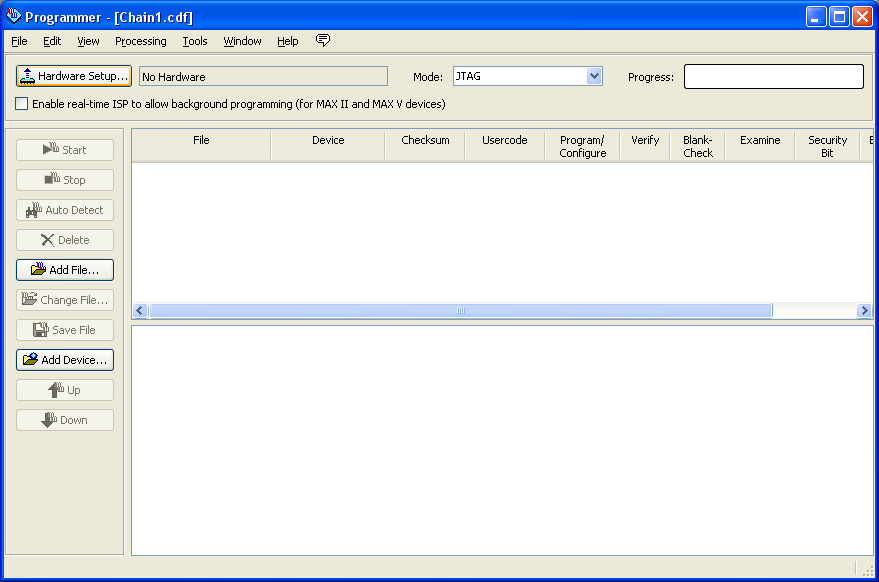 Programmer - [Chain1.cdf]
File Edit View Processing Tools Window Help
Hardware Setup... No Hardware Mode: JTAG Progress:
Enable real-time ISP to allow background programming (for MAX II and MAX V devices)
Start
Stop
Auto Detect
Delete
Add File...
Change File...
Save File
Add Device...
Up
Down
File Device Checksum Usercode Program/ Verify Blank- Examine Security
Configure Check Bit